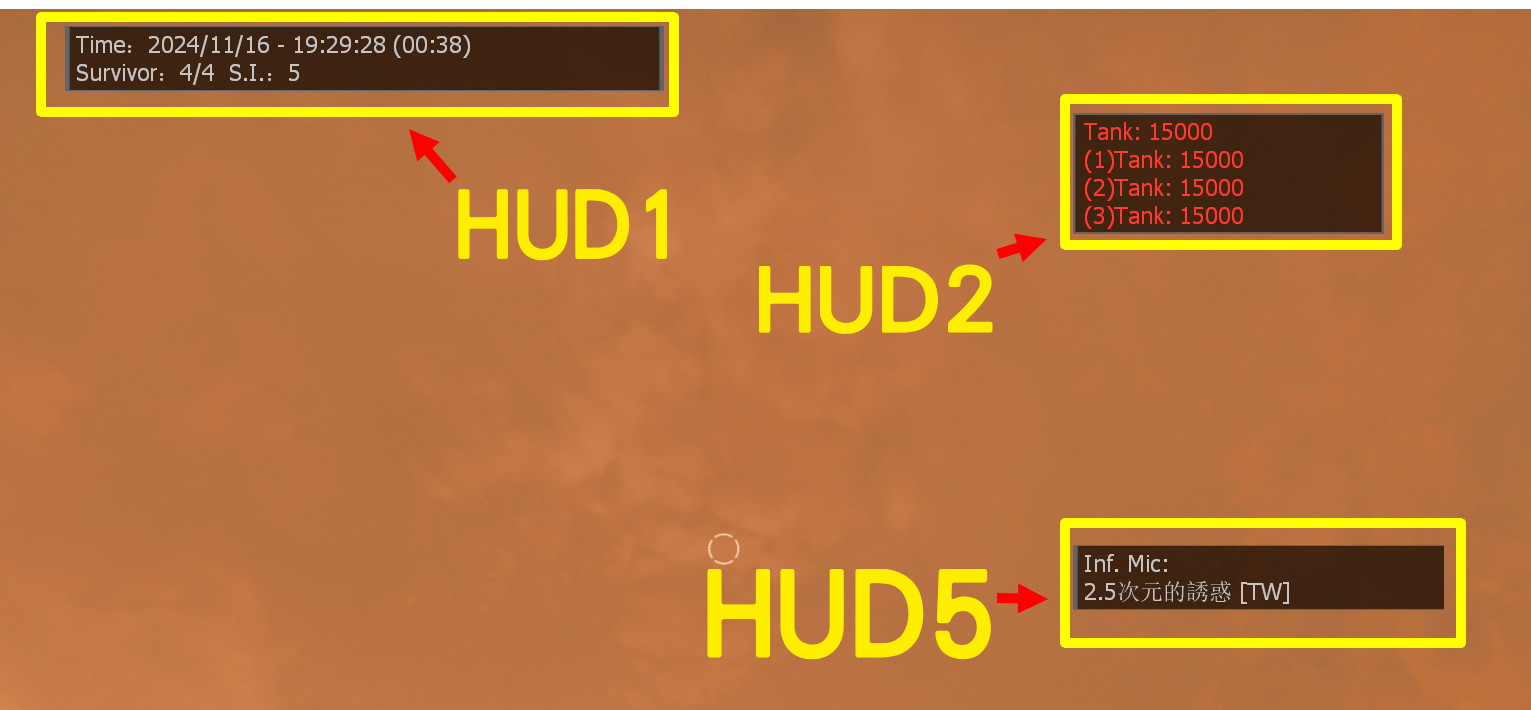 Time：2024/11/16 - 19:29:28 (00:38)
Survivor：4/4 S.I.：5
HUD1
Tank: 15000
(1)Tank: 15000
(2)Tank: 15000
(3)Tank: 15000
HUD2
Inf. Mic:
2.5次元的誘惑 [TW]
HUD5